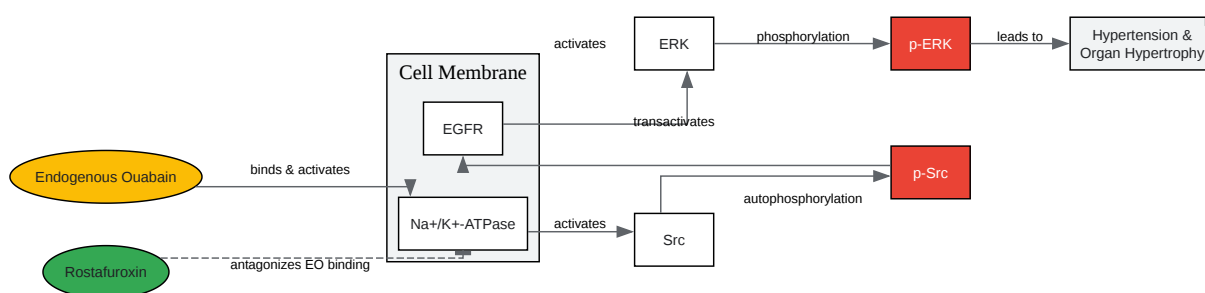 activates
ERK
phosphorylation
p-ERK
leads to
Hypertension &
Organ Hypertrophy
Cell Membrane
EGFR
transactivates
Endogenous Ouabain
binds & activates
p-Src
autophosphorylation
Na+/K+-ATPase
activates
Src
Rostafuroxin
antagonizes EO binding